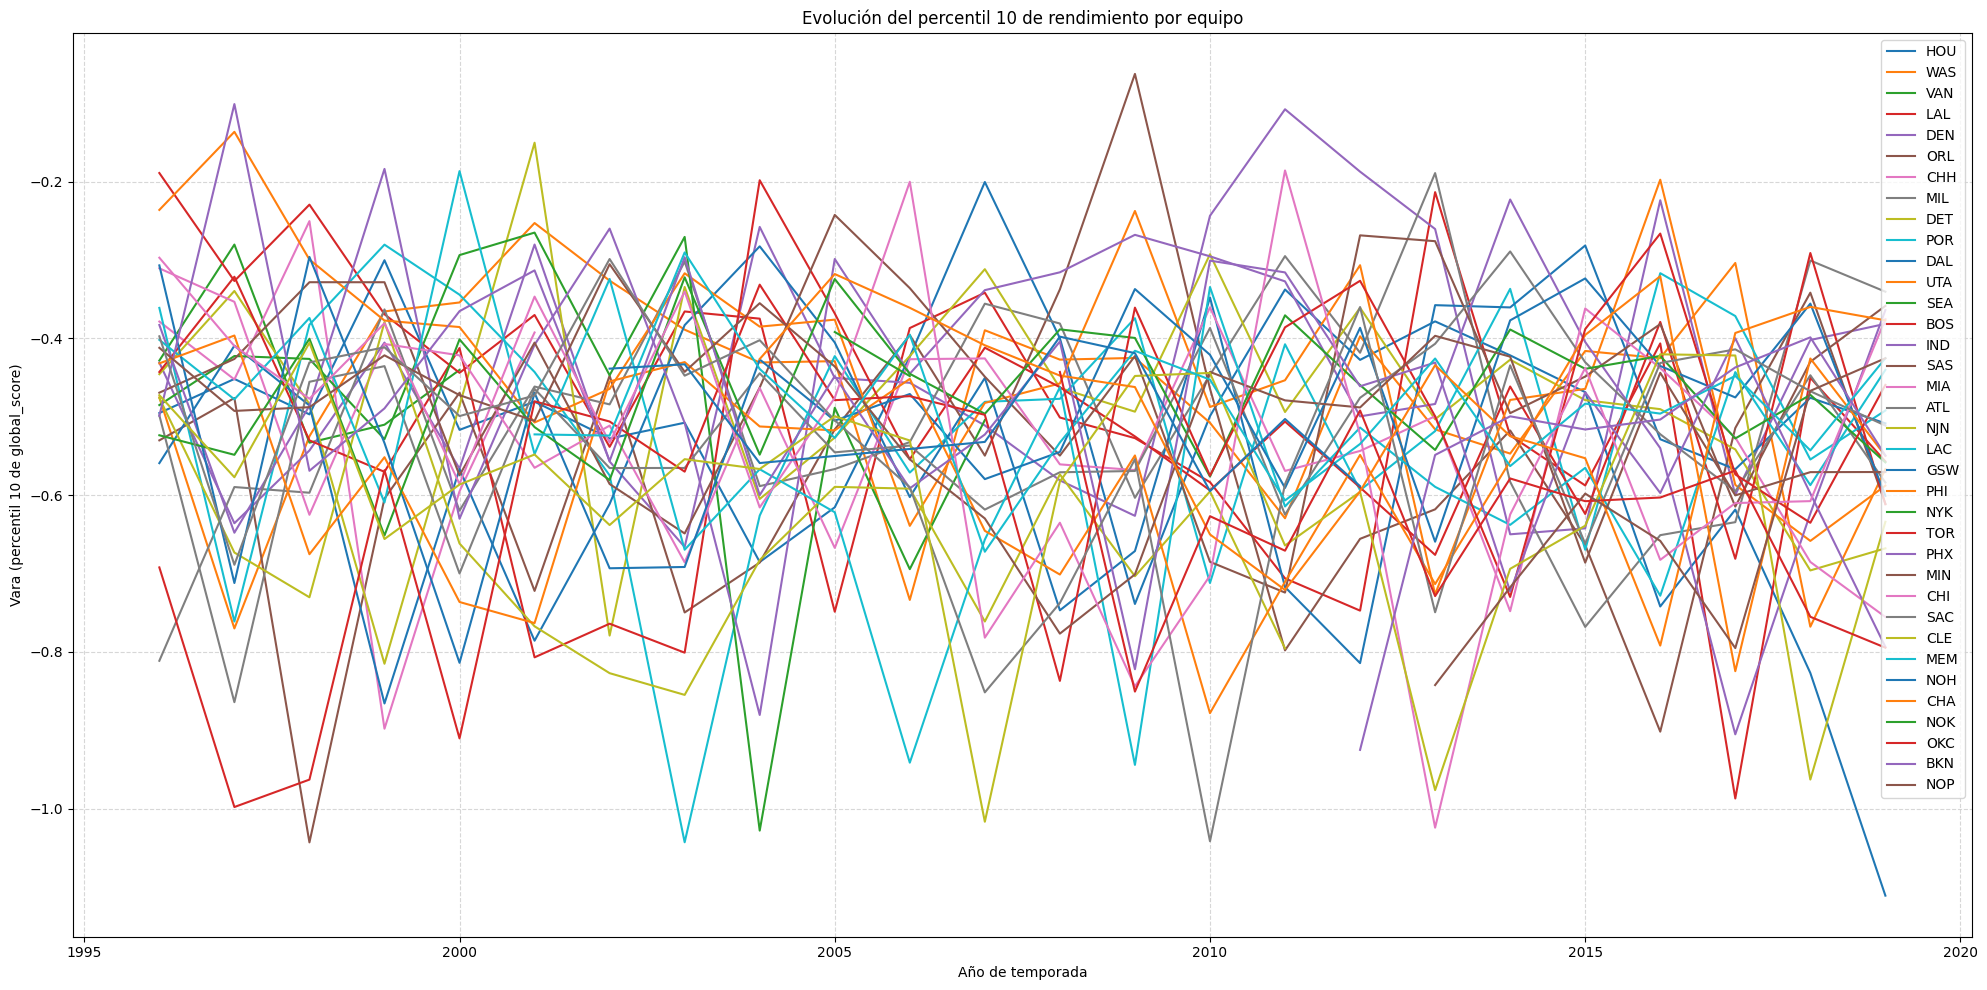 Evolución del percentil 10 de rendimiento por equipo
Vara (percentil 10 de global_score)
−0.2
−0.4
−0.6
−0.8
−1.0
1995
2000
2005
2010
2015
2020
Año de temporada
HOU
WAS
VAN
LAL
DEN
ORL
CHH
MIL
DET
POR
DAL
UTA
SEA
BOS
IND
SAS
MIA
ATL
NJN
LAC
GSW
PHI
NYK
TOR
PHX
MIN
CHI
SAC
CLE
MEM
NOH
CHA
NOK
OKC
BKN
NOP